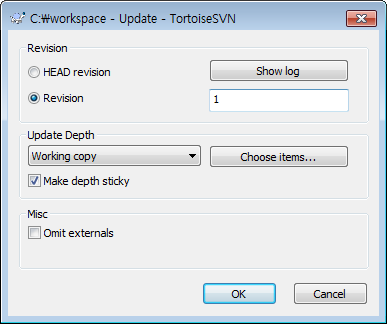 C:₩workspace - Update - TortoiseSVN
Revision
HEAD revision
Show log
Revision
1
Update Depth
Working copy
Choose items...
Make depth sticky
Misc
Omit externals
OK
Cancel